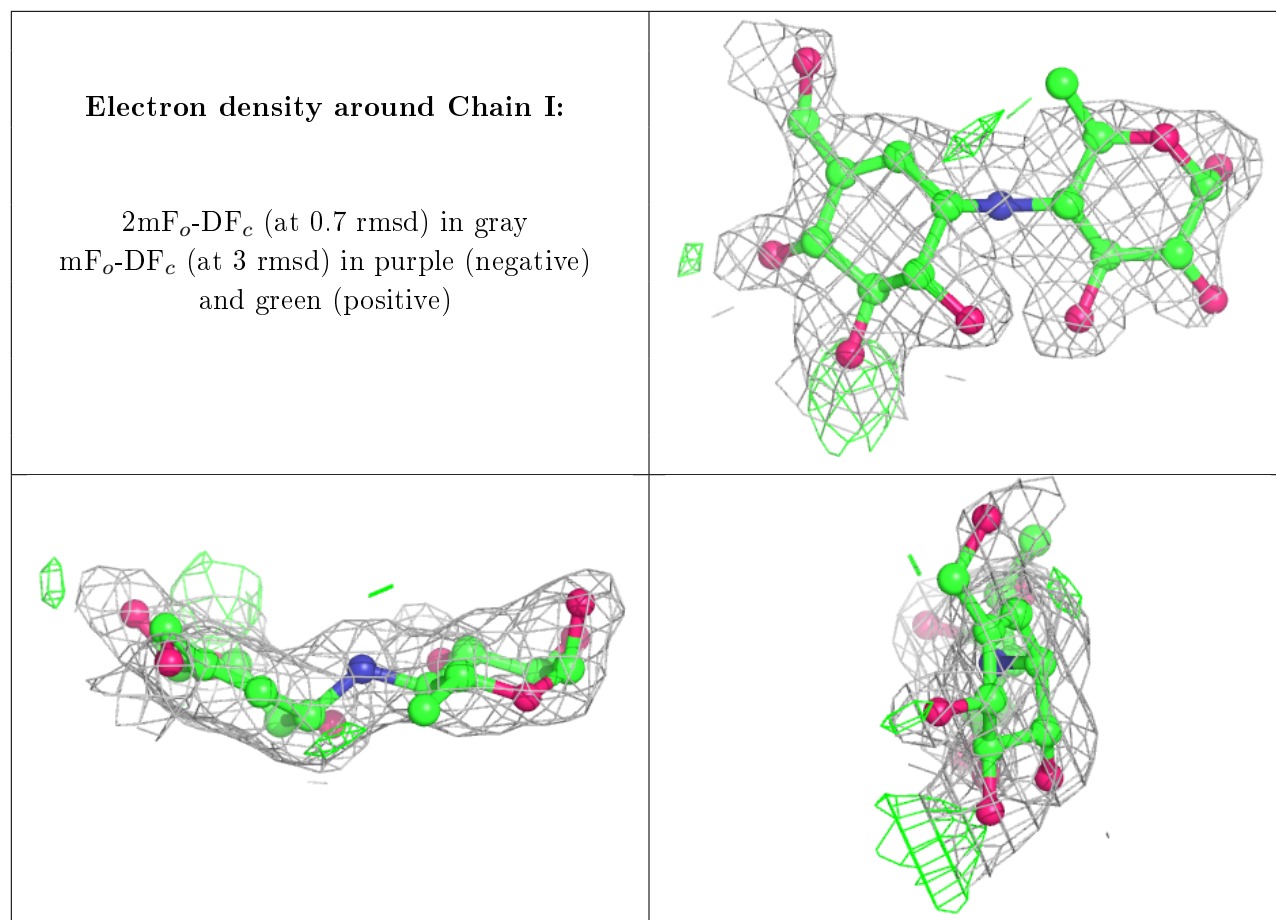 Electron density around Chain I:
2mFₒ-DF𝒸 (at 0.7 rmsd) in gray
mFₒ-DF𝒸 (at 3 rmsd) in purple (negative)
and green (positive)